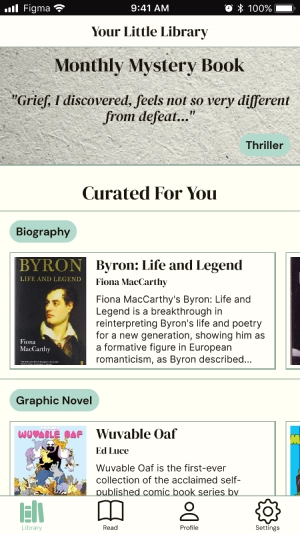 Figma 9:41 AM 100%
Your Little Library
Monthly Mystery Book
"Grief, I discovered, feels not so very different
from defeat..."
Thriller
Curated For You
Biography
BYRON
LIFE AND LEGEND
Fiona
MacCarthy
Byron: Life and Legend
Fiona MacCarthy
Fiona MacCarthy's Byron: Life and
Legend is a breakthrough in
reinterpreting Byron's life and poetry
for a new generation, showing him as
a formative figure in European
romanticism, as Byron described...
Graphic Novel
WUVABLE OAF
Wuvable Oaf
Ed Luce
Wuvable Oaf is the first-ever
collection of the acclaimed self-
published comic book series by
Library
Read
Profile
Settings